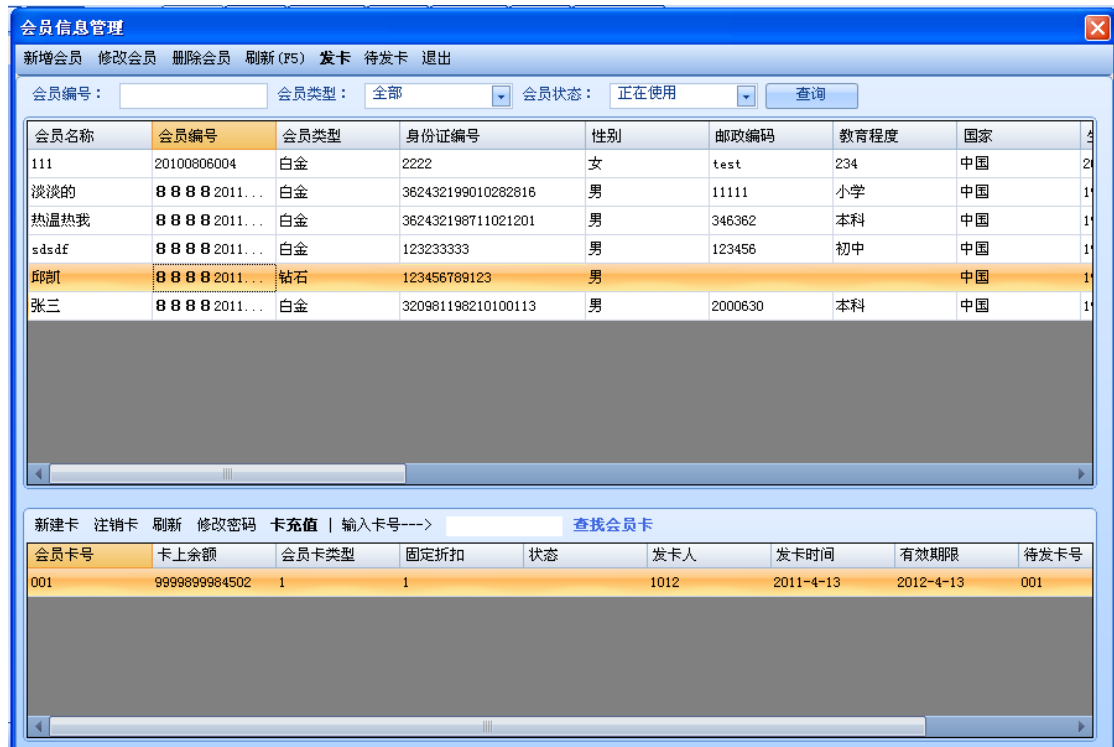 会员信息管理
新增会员 修改会员 删除会员 刷新(F5) 发卡 待发卡 退出
会员编号： 会员类型： 全部 会员状态： 正在使用 查询
会员名称 会员编号 会员类型 身份证编号 性别 邮政编码 教育程度 国家
111 20100806004 白金 2222 女 test 234 中国
淡淡的 ８８８８2011... 白金 362432199010282816 男 11111 小学 中国
热温热我 ８８８８2011... 白金 362432198711021201 男 346362 本科 中国
sdsdf ８８８８2011... 白金 123233333 男 123456 初中 中国
邱凯 ８８８８2011... 钻石 123456789123 男 中国
张三 ８８８８2011... 白金 320981198210100113 男 2000630 本科 中国
新建卡 注销卡 刷新 修改密码 卡充值 | 输入卡号---> 查找会员卡
会员卡号 卡上余额 会员卡类型 固定折扣 状态 发卡人 发卡时间 有效期限 待发卡号
001 9999899984502 1 1 1012 2011-4-13 2012-4-13 001